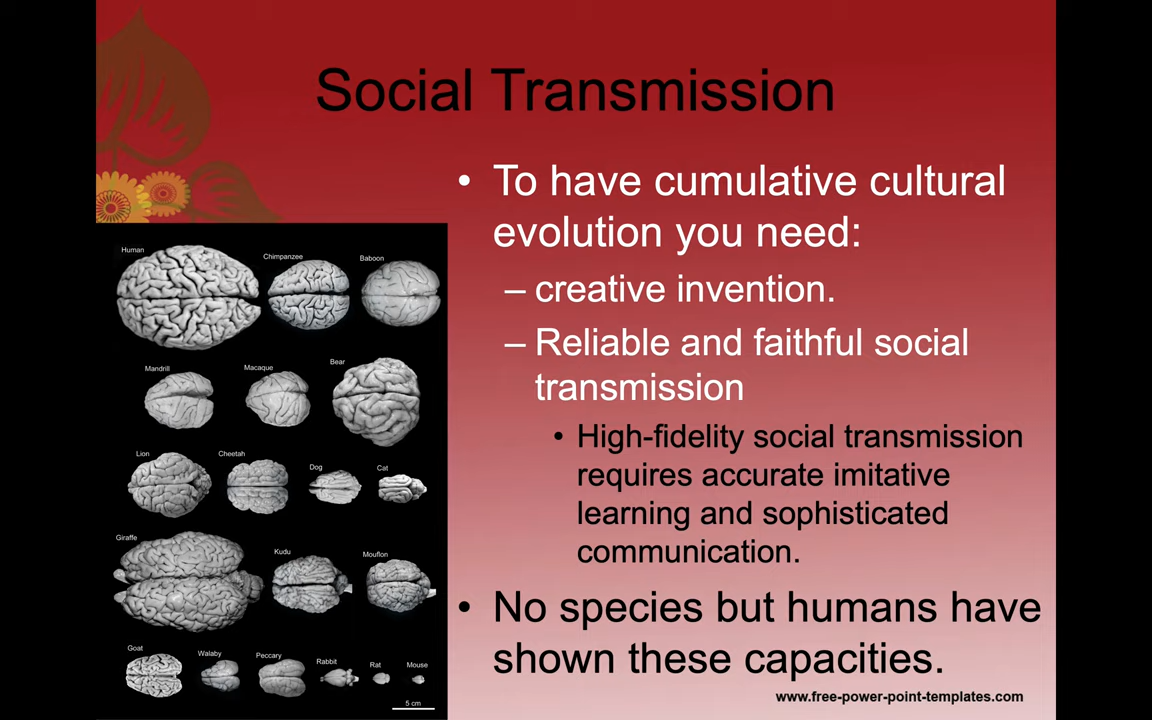 Social Transmission
• To have cumulative cultural
evolution you need:
– creative invention.
– Reliable and faithful social
transmission
• High-fidelity social transmission
requires accurate imitative
learning and sophisticated
communication.
• No species but humans have
shown these capacities.
Human
Chimpanzee
Baboon
Mandrill
Macaque
Bear
Lion
Cheetah
Dog
Cat
Giraffe
Kudu
Mouflon
Goat
Walaby
Peccary
Rabbit
Rat
Mouse
5 cm
www.free-power-point-templates.com